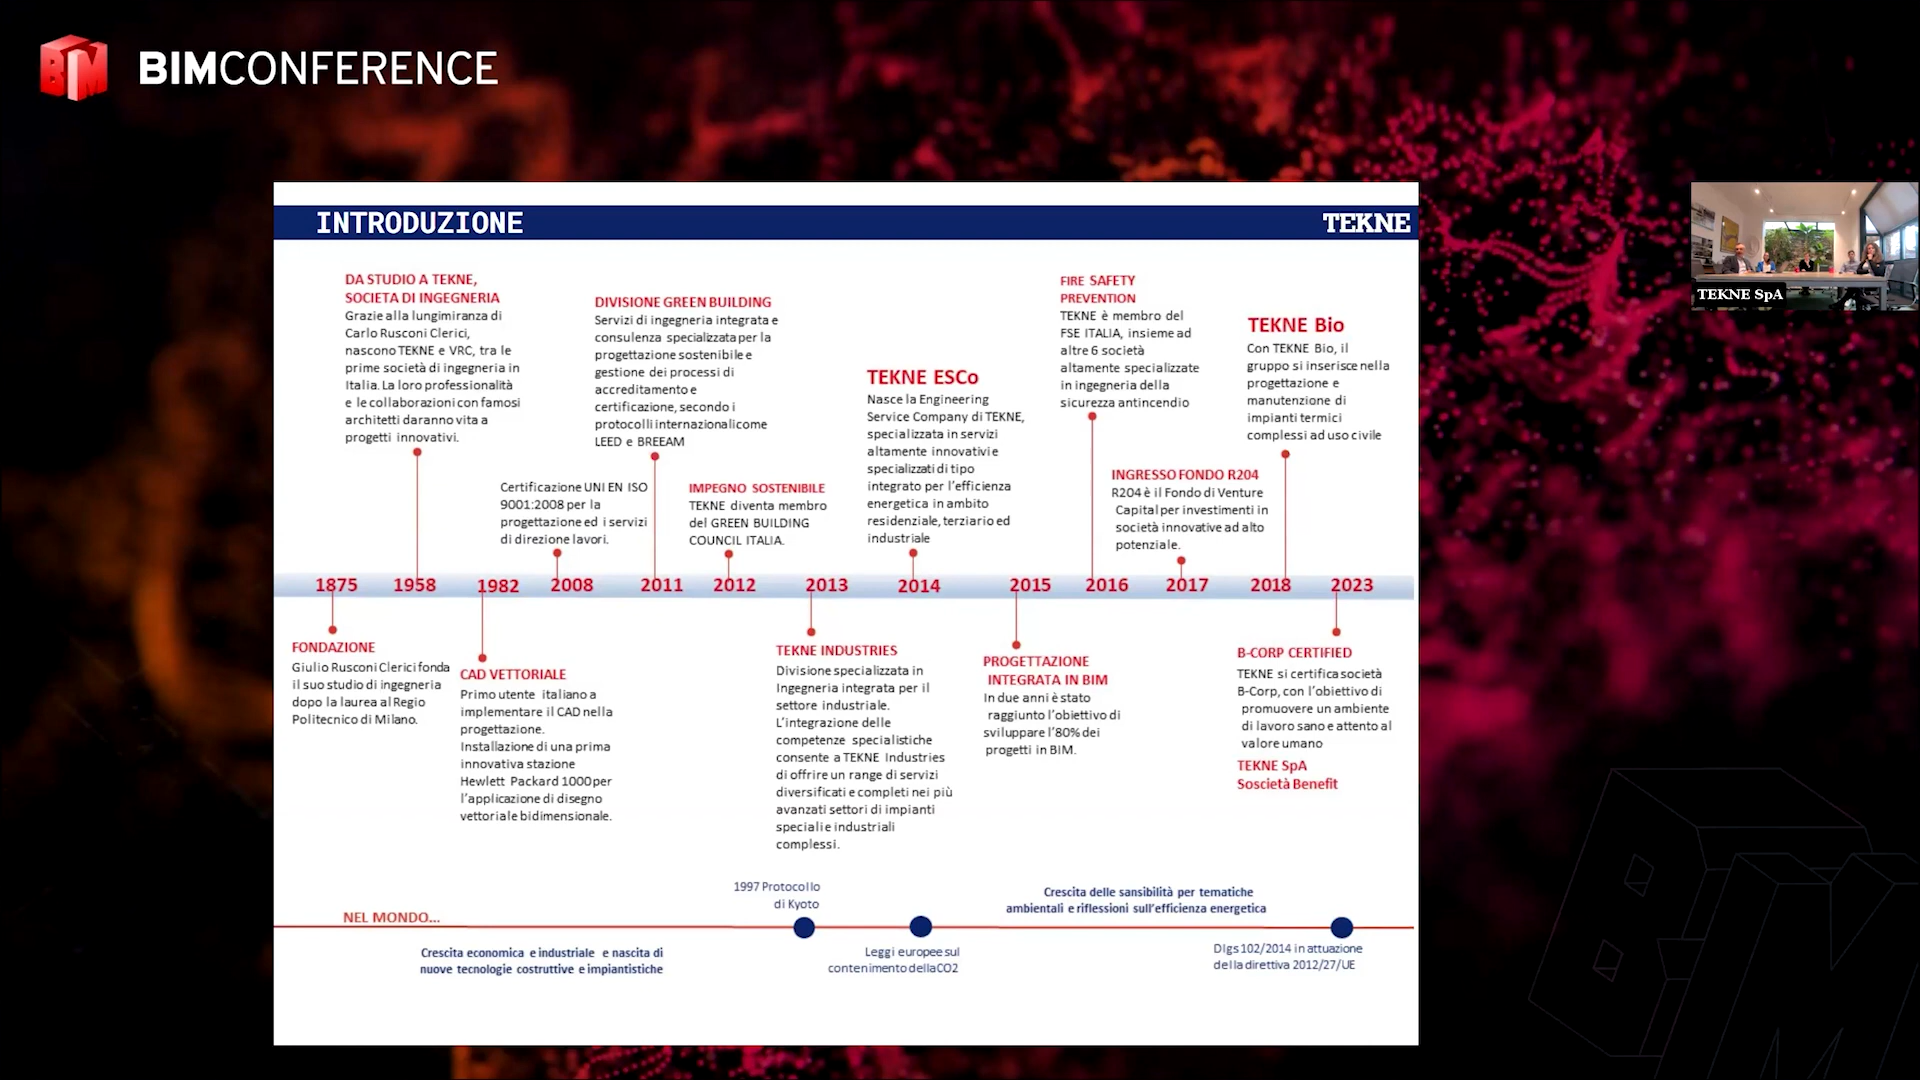 BIMCONFERENCE
INTRODUZIONE
TEKNE
DA STUDIO A TEKNE,
SOCIETA DI INGEGNERIA
Grazie alla lungimiranza di
Carlo Rusconi Clerici,
nascono TEKNE e VRC, tra le
prime società di ingegneria in
Italia. La loro professionalità
e le collaborazioni con famosi
architetti daranno vita a
progetti innovativi.
Certificazione UNI EN ISO
9001:2008 per la
progettazione ed i servizi
di direzione lavori.
DIVISIONE GREEN BUILDING
Servizi di ingegneria integrata e
consulenza specializzata per la
progettazione sostenibile e
gestione dei processi di
accreditamento e
certificazione, secondo i
protocolli internazionali come
LEED e BREEAM
IMPEGNO SOSTENIBILE
TEKNE diventa membro
del GREEN BUILDING
COUNCIL ITALIA.
TEKNE ESCo
Nasce la Engineering
Service Company di TEKNE,
specializzata in servizi
altamente innovativi e
specializzati di tipo
integrato per l'efficienza
energetica in ambito
residenziale, terziario ed
industriale
FIRE SAFETY
PREVENTION
TEKNE è membro del
FSE ITALIA, insieme ad
altre 6 società
altamente specializzate
in ingegneria della
sicurezza antincendio
INGRESSO FONDO R204
R204 è il Fondo di Venture
Capital per investimenti in
società innovative ad alto
potenziale.
TEKNE Bio
Con TEKNE Bio, il
gruppo si inserisce nella
progettazione e
manutenzione di
impianti termici
complessi ad uso civile
TEKNE SpA
1875 1958 1982 2008 2011 2012 2013 2014 2015 2016 2017 2018 2023
FONDAZIONE
Giulio Rusconi Clerici fonda
il suo studio di ingegneria
dopo la laurea al Regio
Politecnico di Milano.
CAD VETTORIALE
Primo utente italiano a
implementare il CAD nella
progettazione.
Installazione di una prima
innovativa stazione
Hewlett Packard 1000 per
l'applicazione di disegno
vettoriale bidimensionale.
TEKNE INDUSTRIES
Divisione specializzata in
Ingegneria integrata per il
settore industriale.
L'integrazione delle
competenze specialistiche
consente a TEKNE Industries
di offrire un range di servizi
diversificati e completi nei più
avanzati settori di impianti
speciali e industriali
complessi.
PROGETTAZIONE
INTEGRATA IN BIM
In due anni è stato
raggiunto l'obiettivo di
sviluppare l'80% dei
progetti in BIM.
B-CORP CERTIFIED
TEKNE si certifica società
B-Corp, con l'obiettivo di
promuovere un ambiente
di lavoro sano e attento al
valore umano
TEKNE SpA
Soscietà Benefit
NEL MONDO...
Crescita economica e industriale e nascita di
nuove tecnologie costruttive e impiantistiche
1997 Protocollo
di Kyoto
Leggi europee sul
contenimento della CO2
Crescita delle sansibilità per tematiche
ambientali e riflessioni sull'efficienza energetica
Dlgs 102/2014 in attuazione
della direttiva 2012/27/UE